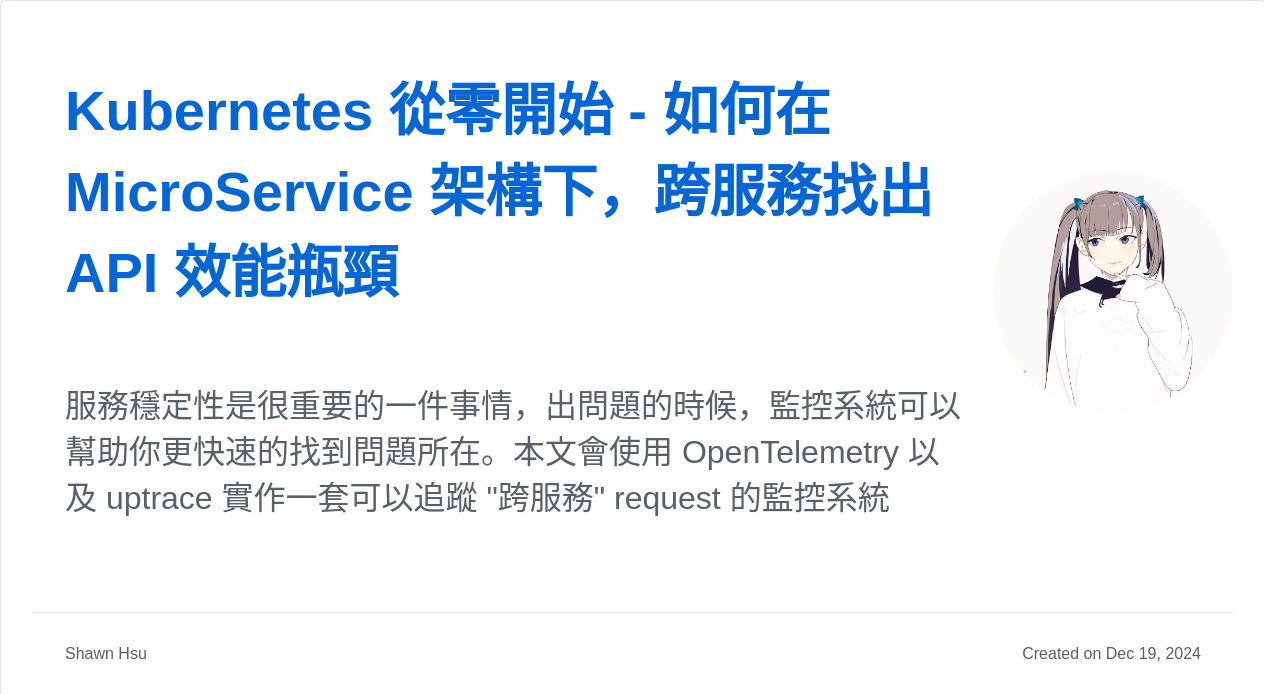 Kubernetes 從零開始 - 如何在
MicroService 架構下，跨服務找出
API 效能瓶頸
服務穩定性是很重要的一件事情，出問題的時候，監控系統可以
幫助你更快速的找到問題所在。本文會使用 OpenTelemetry 以
及 uptrace 實作一套可以追蹤 "跨服務" request 的監控系統
Shawn Hsu
Created on Dec 19, 2024